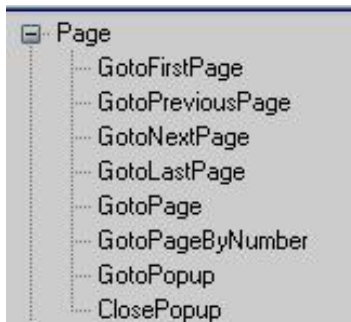 Page
GotoFirstPage
GotoPreviousPage
GotoNextPage
GotoLastPage
GotoPage
GotoPageByNumber
GotoPopup
ClosePopup